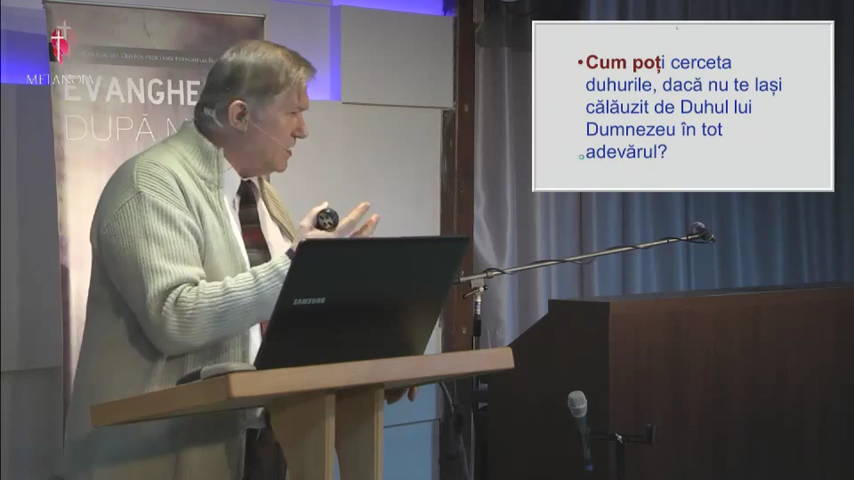 METANOIA
EVANGHE
DUPĂ M
SAMSUNG
•Cum poți cerceta
duhurile, dacă nu te lași
călăuzit de Duhul lui
Dumnezeu în tot
adevărul?